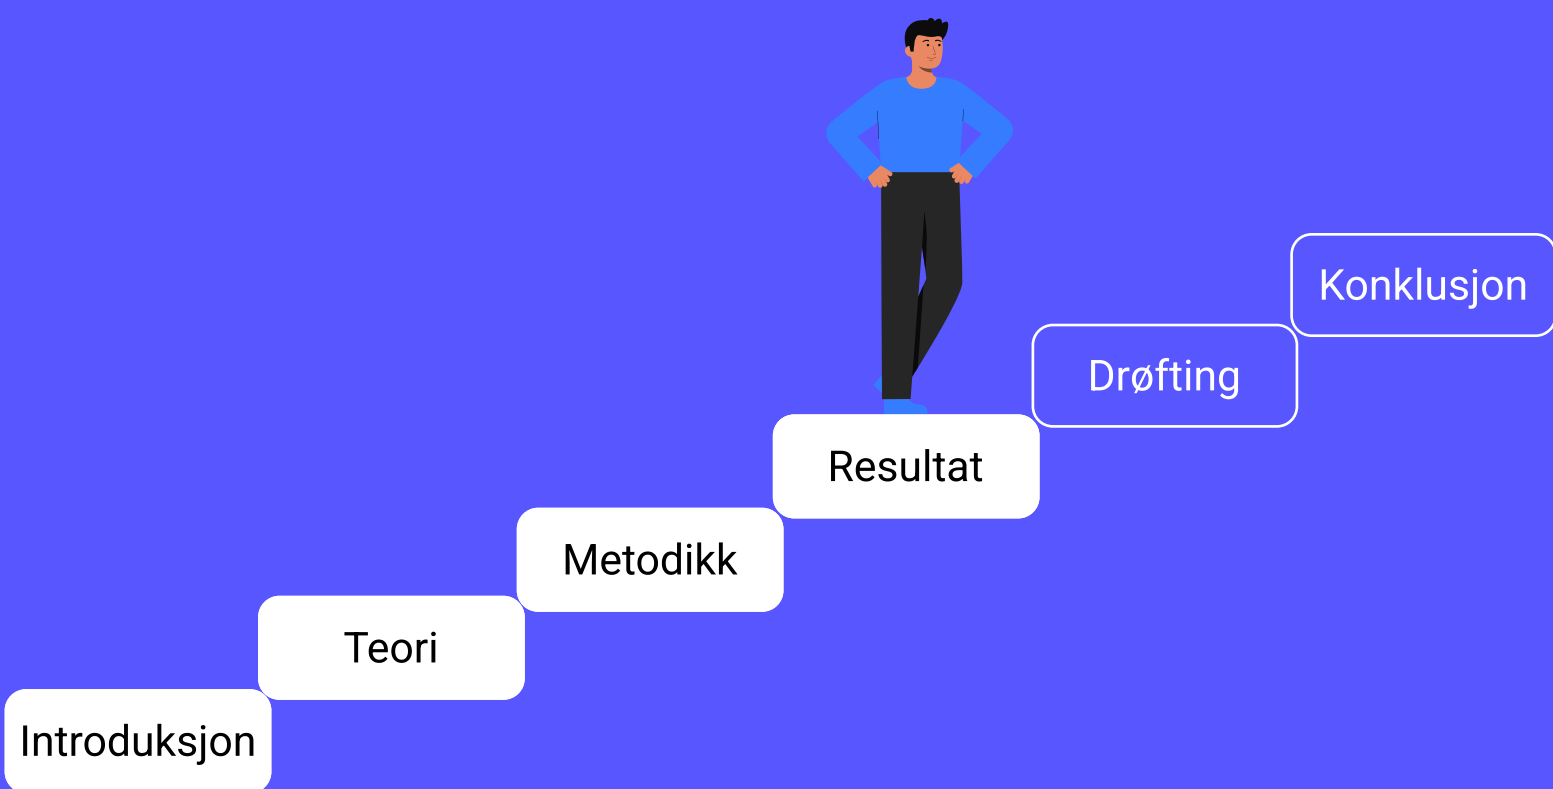 Introduksjon
Teori
Metodikk
Resultat
Drøfting
Konklusjon